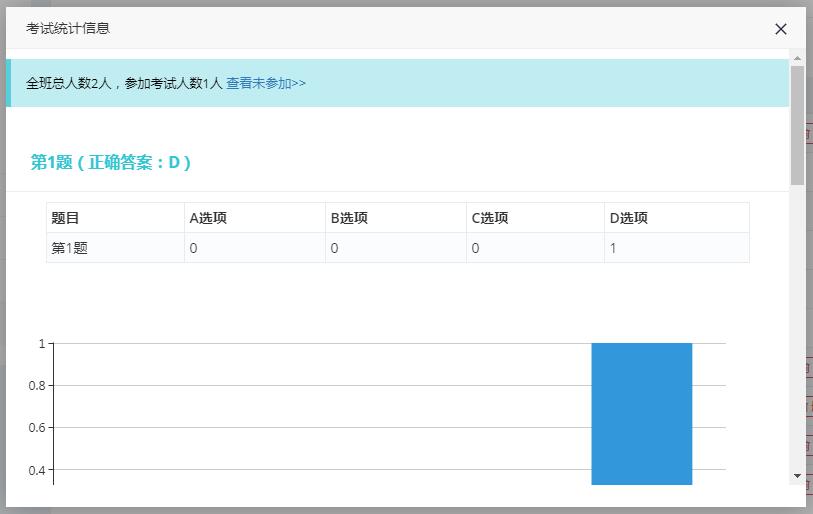 考试统计信息
全班总人数2人，参加考试人数1人 查看未参加>>
第1题（正确答案：D）
题目 A选项 B选项 C选项 D选项
第1题 0 0 0 1
1
0.8
0.6
0.4